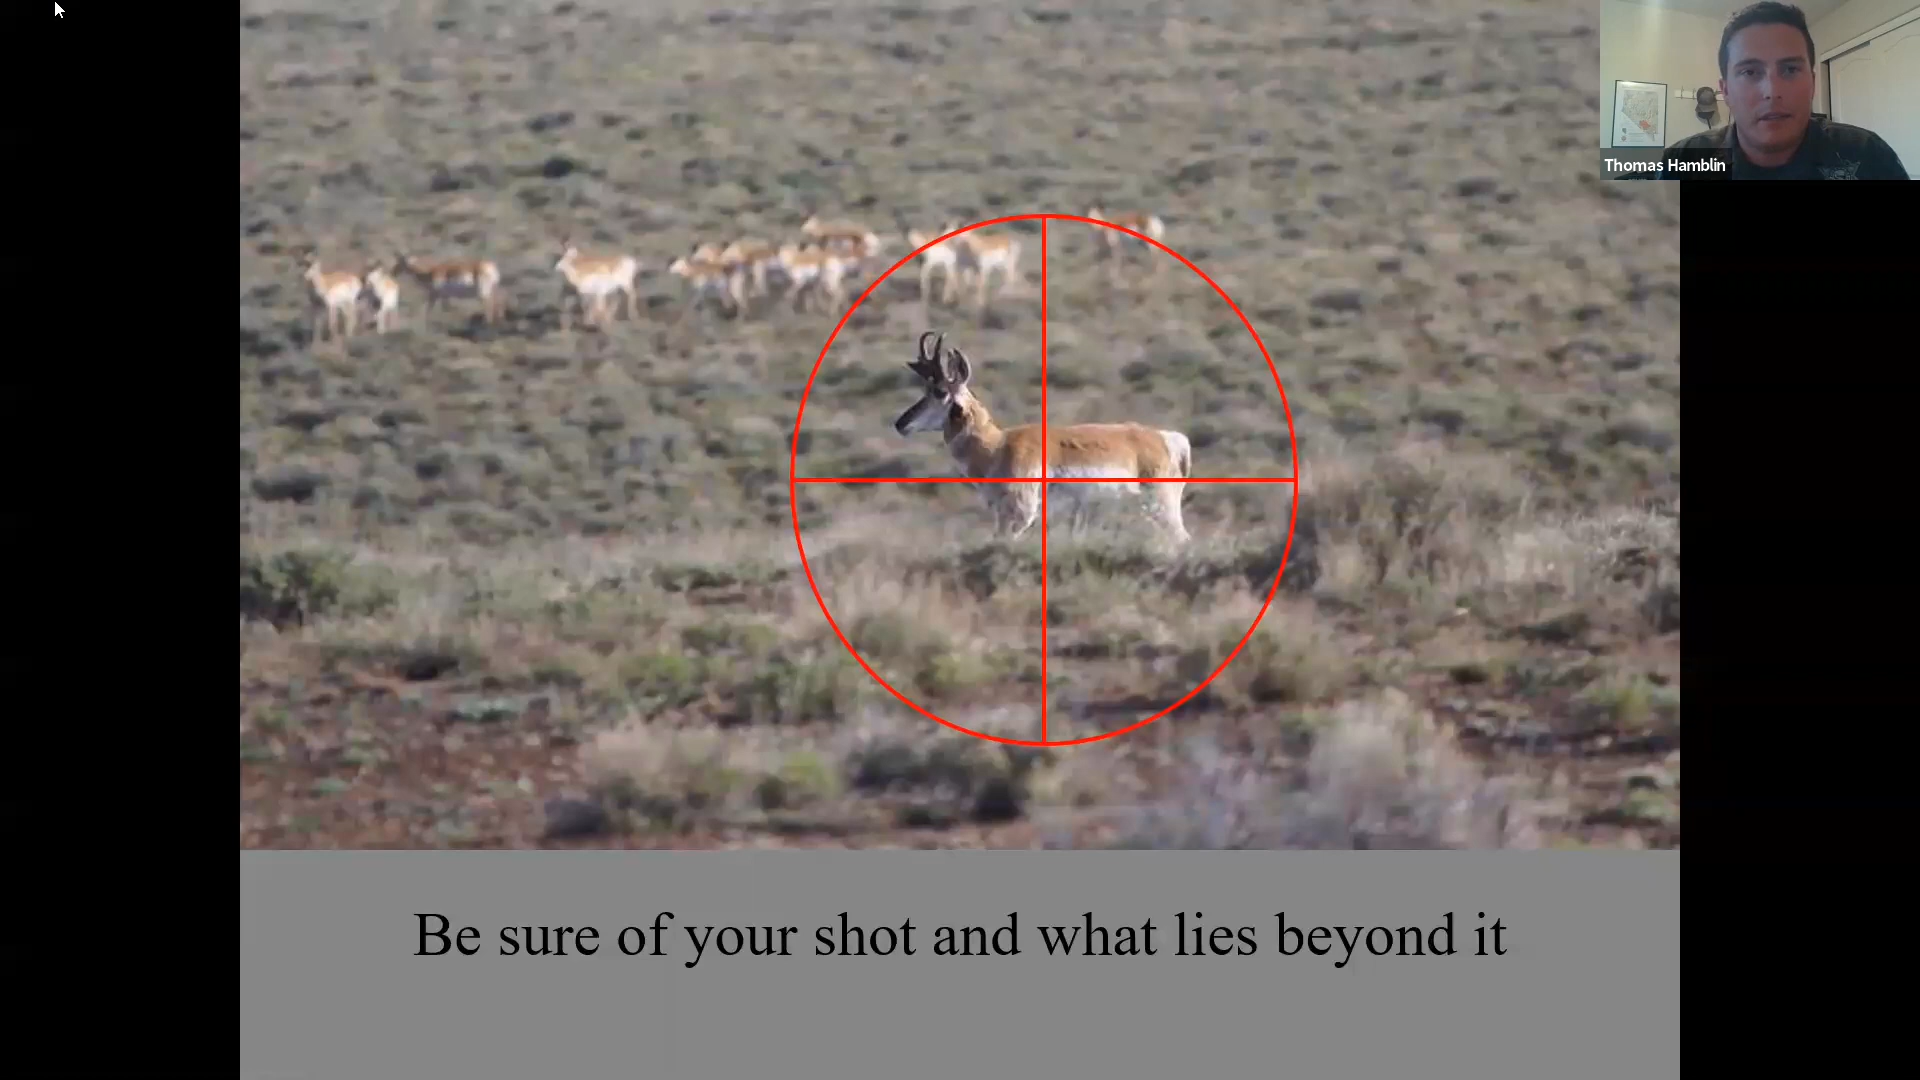 Thomas Hamblin
Be sure of your shot and what lies beyond it